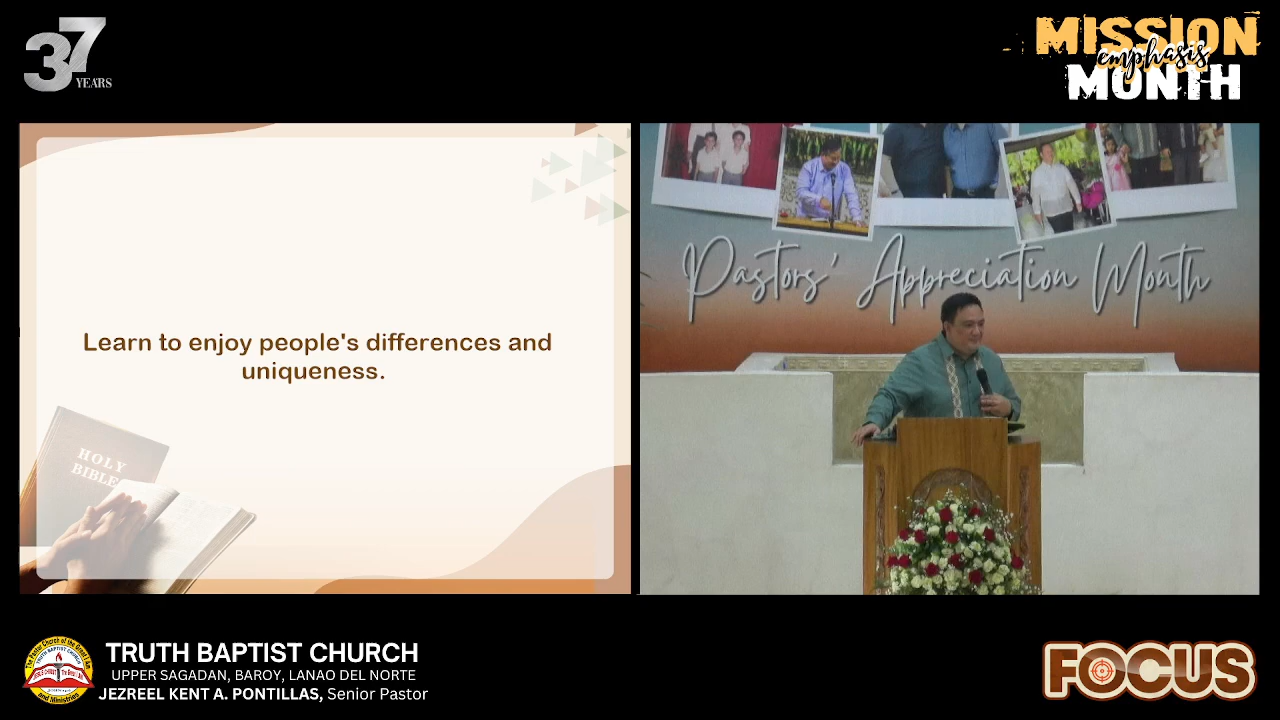 37
YEARS
MISSION
emphasis
MONTH
Learn to enjoy people's differences and
uniqueness.
HOLY
BIBLE
Pastors' Appreciation Month
TRUTH BAPTIST CHURCH
UPPER SAGADAN, BAROY, LANAO DEL NORTE
JEZREEL KENT A. PONTILLAS, Senior Pastor
FOCUS